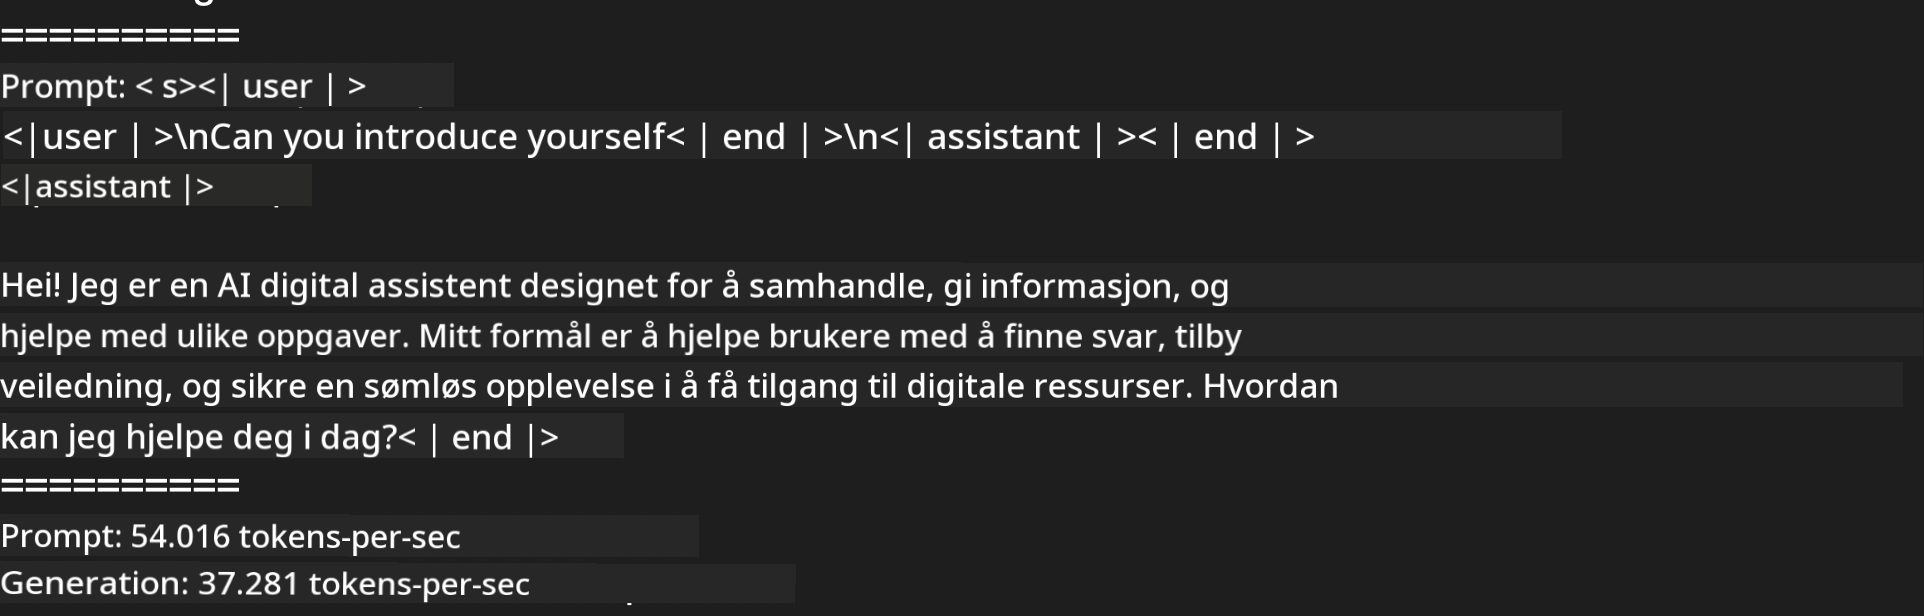 ==========
Prompt: < s><| user | >
<|user | >\nCan you introduce yourself< | end | >\n<| assistant | >< | end | >
<|assistant |>
Hei! Jeg er en AI digital assistent designet for å samhandle, gi informasjon, og
hjelpe med ulike oppgaver. Mitt formål er å hjelpe brukere med å finne svar, tilby
veiledning, og sikre en sømløs opplevelse i å få tilgang til digitale ressurser. Hvordan
kan jeg hjelpe deg i dag?< | end |>
==========
Prompt: 54.016 tokens-per-sec
Generation: 37.281 tokens-per-sec